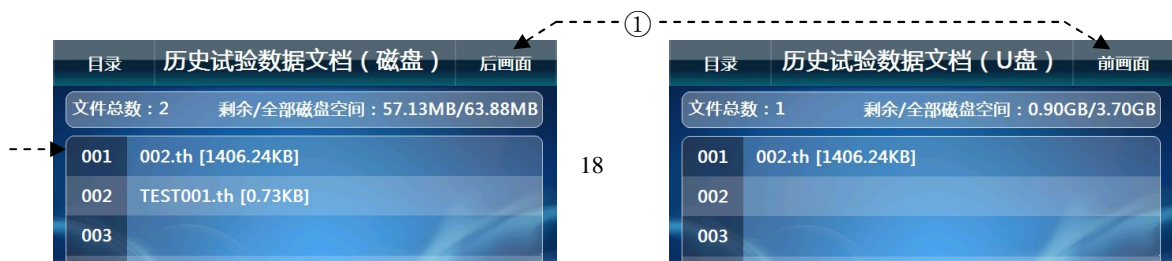 ①
目录 历史试验数据文档（磁盘） 后画面
文件总数：2 剩余/全部磁盘空间：57.13MB/63.88MB
001 002.th [1406.24KB]
002 TEST001.th [0.73KB]
003
18
目录 历史试验数据文档（U盘） 前画面
文件总数：1 剩余/全部磁盘空间：0.90GB/3.70GB
001 002.th [1406.24KB]
002
003